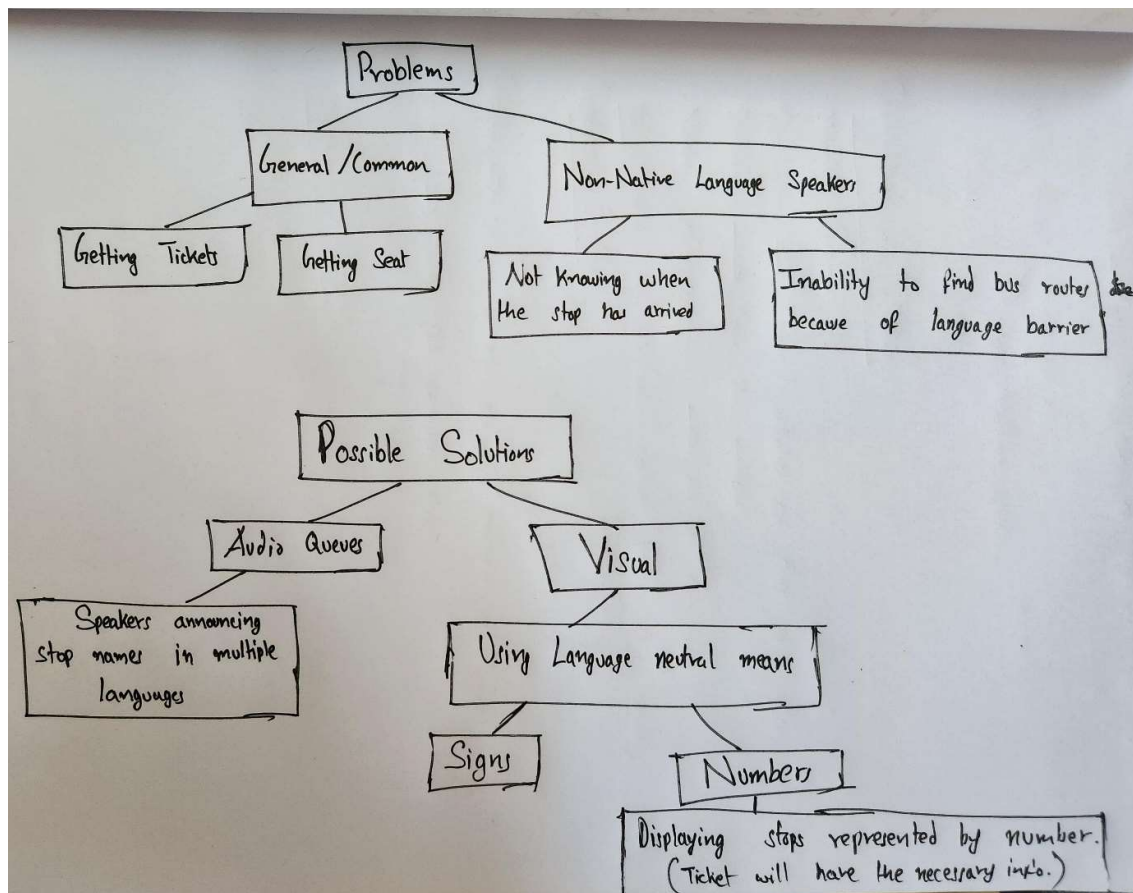 Problems
General/Common
Non-Native Language Speakers
Getting Tickets
Getting Seat
Not knowing when
the stop has arrived
Inability to find bus routes
because of language barrier
Possible Solutions
Audio Queues
Visual
Speakers announcing
stop names in multiple
languages
Using Language neutral means
Signs
Numbers
Displaying stops represented by number.
(Ticket will have the necessary info.)